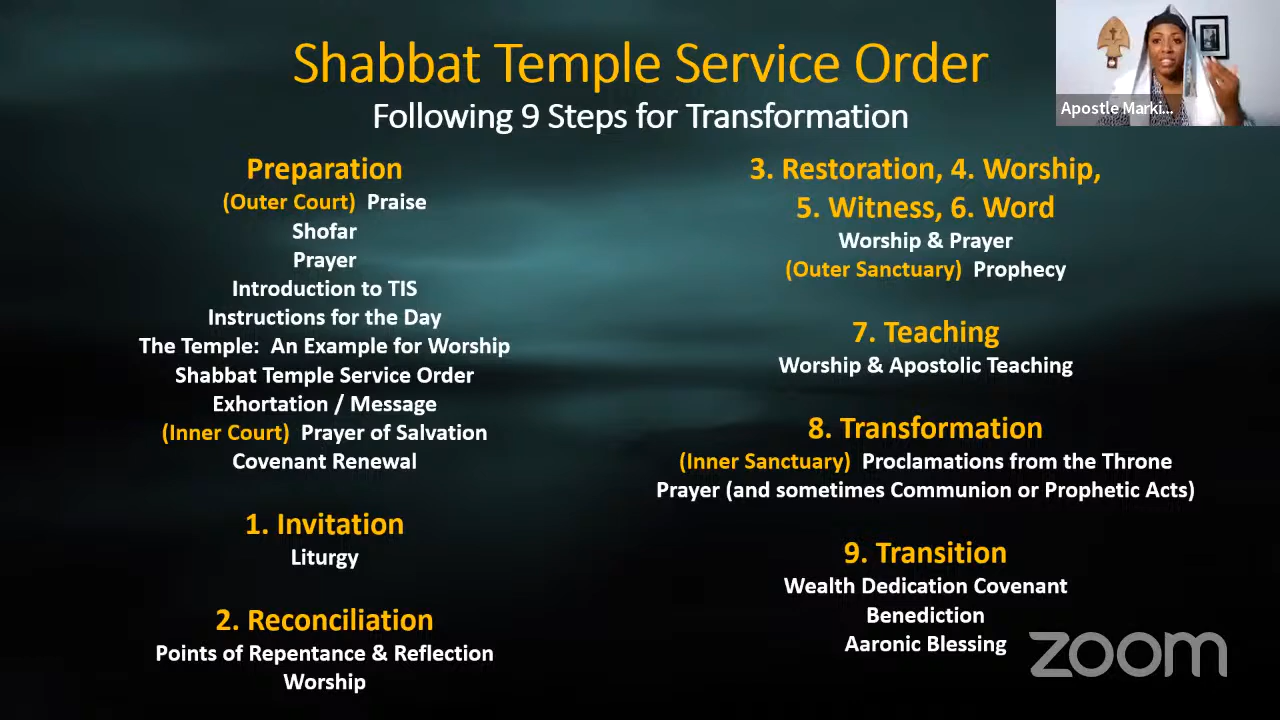 Shabbat Temple Service Order
Following 9 Steps for Transformation
Apostle Marki...
Preparation
(Outer Court) Praise
Shofar
Prayer
Introduction to TIS
Instructions for the Day
The Temple: An Example for Worship
Shabbat Temple Service Order
Exhortation / Message
(Inner Court) Prayer of Salvation
Covenant Renewal
1. Invitation
Liturgy
2. Reconciliation
Points of Repentance & Reflection
Worship
3. Restoration, 4. Worship,
5. Witness, 6. Word
Worship & Prayer
(Outer Sanctuary) Prophecy
7. Teaching
Worship & Apostolic Teaching
8. Transformation
(Inner Sanctuary) Proclamations from the Throne
Prayer (and sometimes Communion or Prophetic Acts)
9. Transition
Wealth Dedication Covenant
Benediction
Aaronic Blessing
zoom